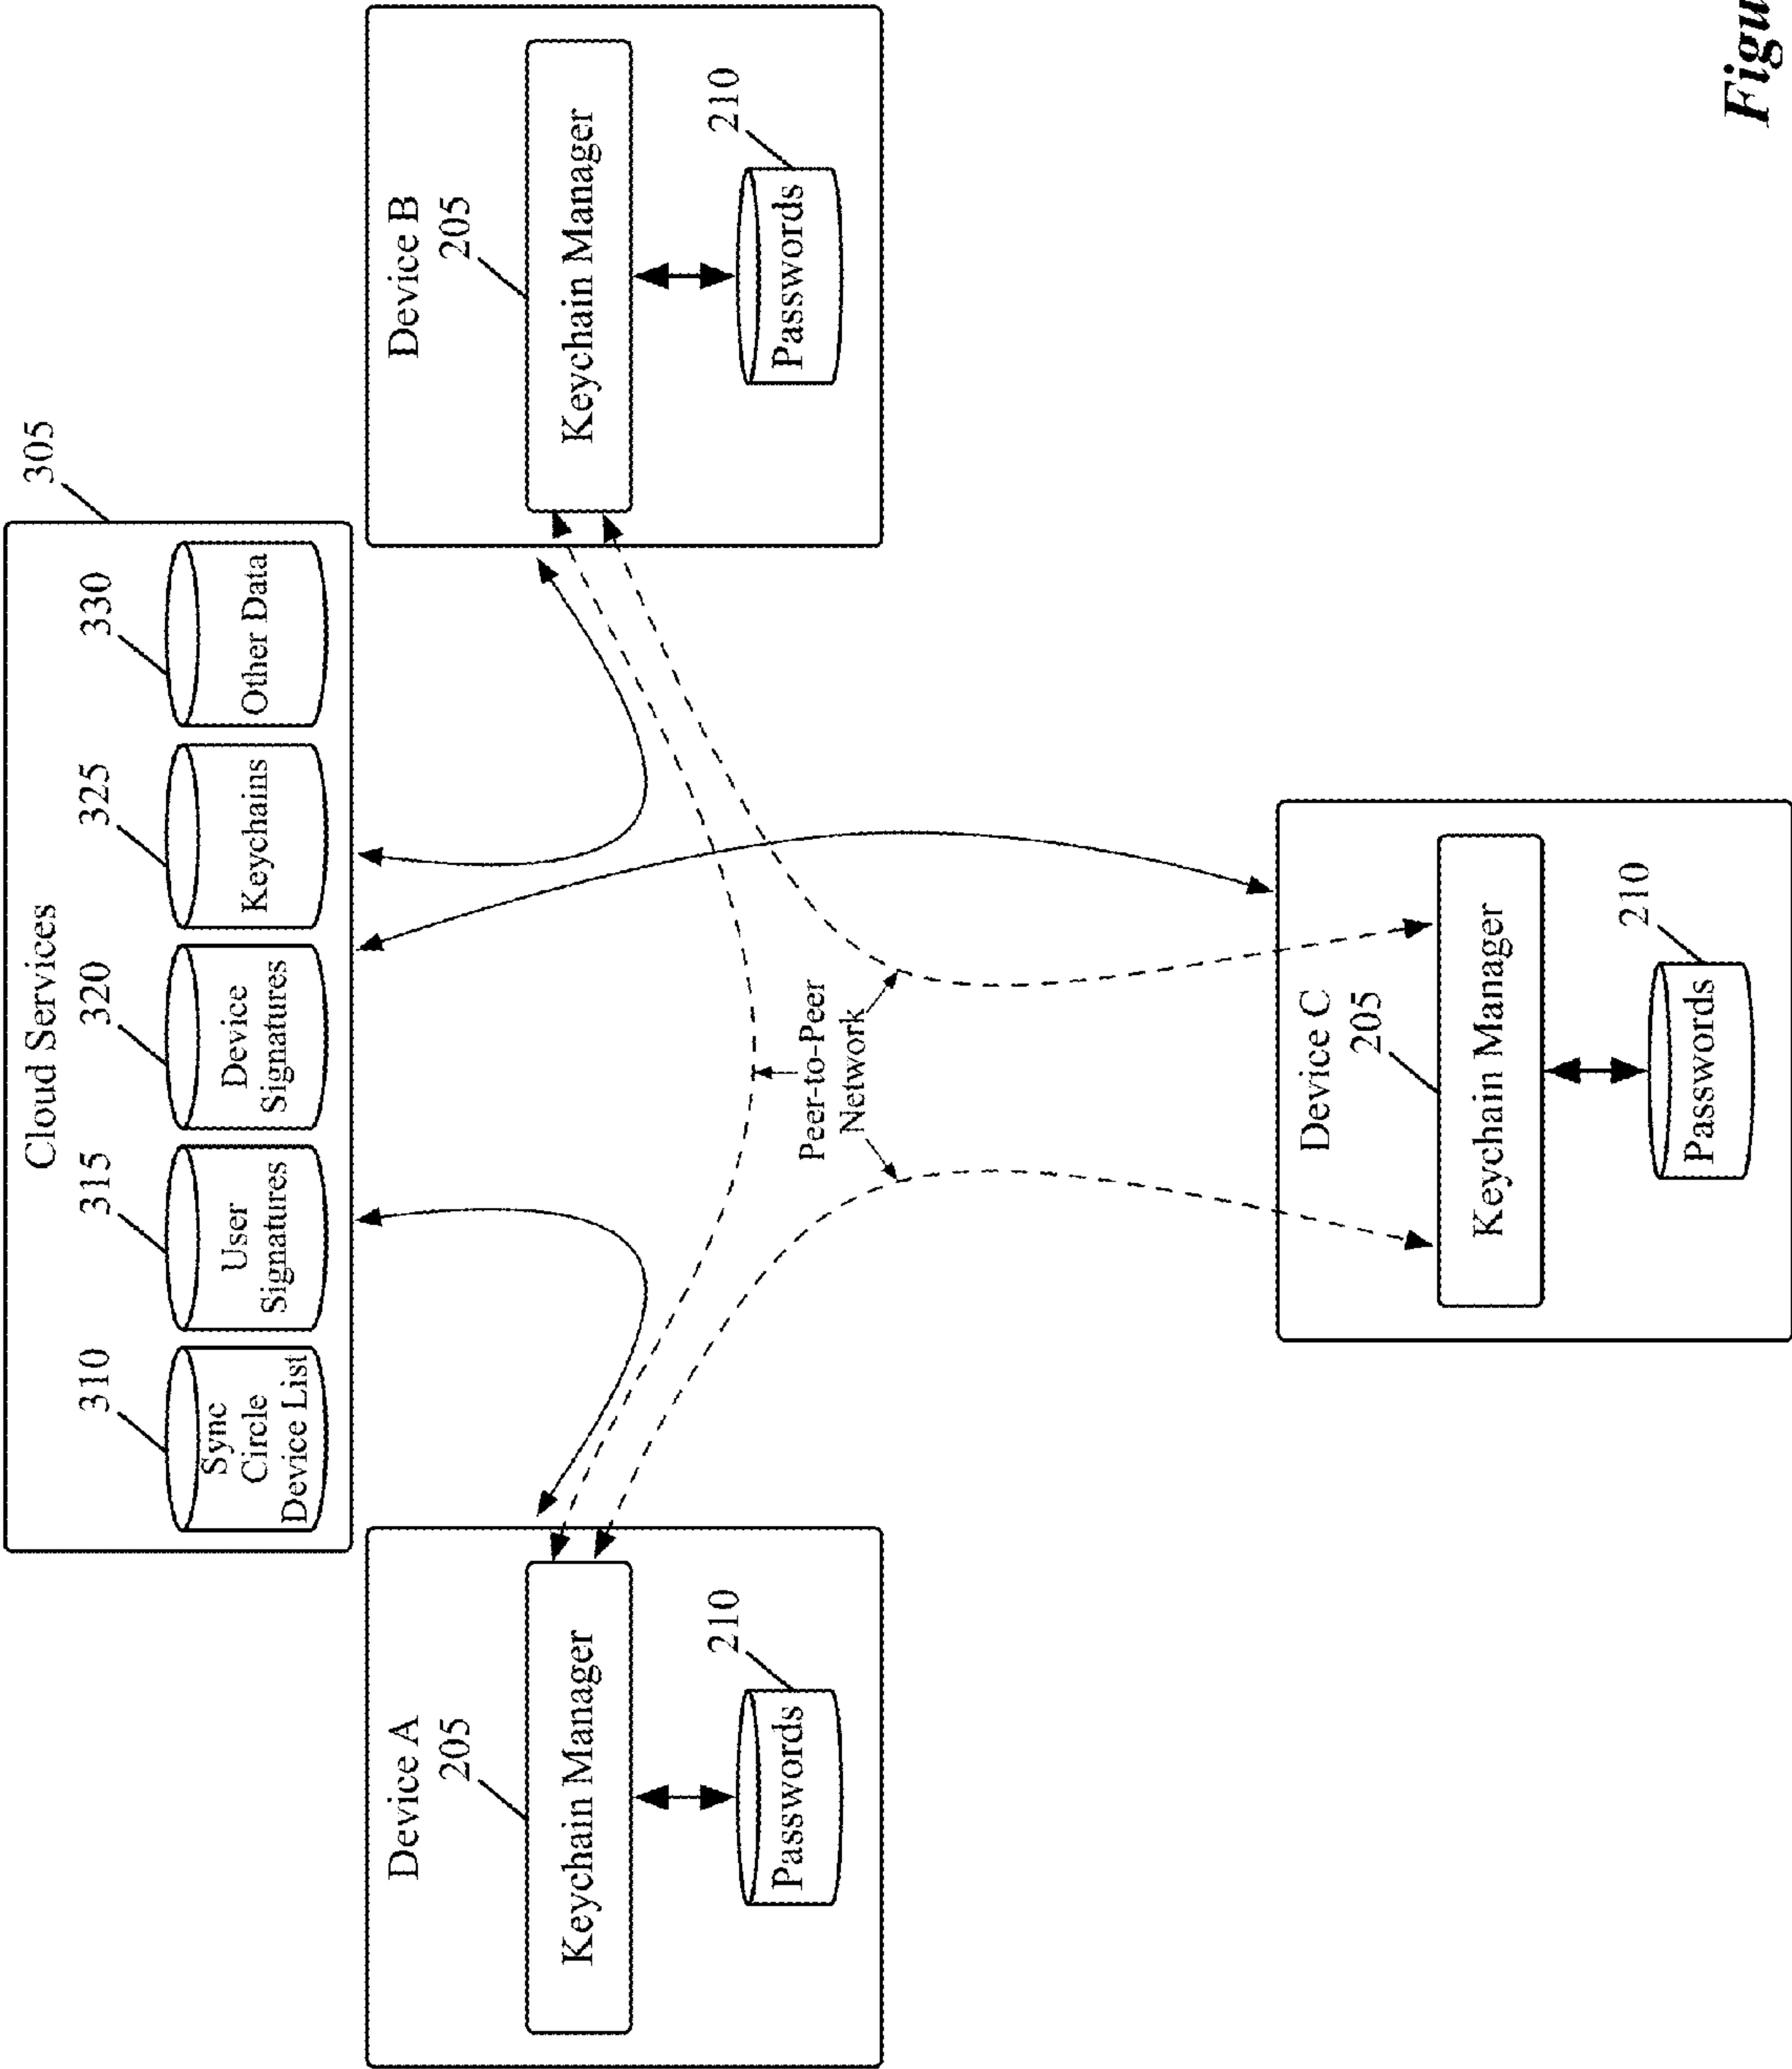 Cloud Services
305
310
315
320
325
330
Sync
Circle
Device List
User
Signatures
Device
Signatures
Keychains
Other Data
Device A
205
Keychain Manager
210
Passwords
Device B
205
Keychain Manager
210
Passwords
Peer-to-Peer
Network
Device C
205
Keychain Manager
210
Passwords
Figu